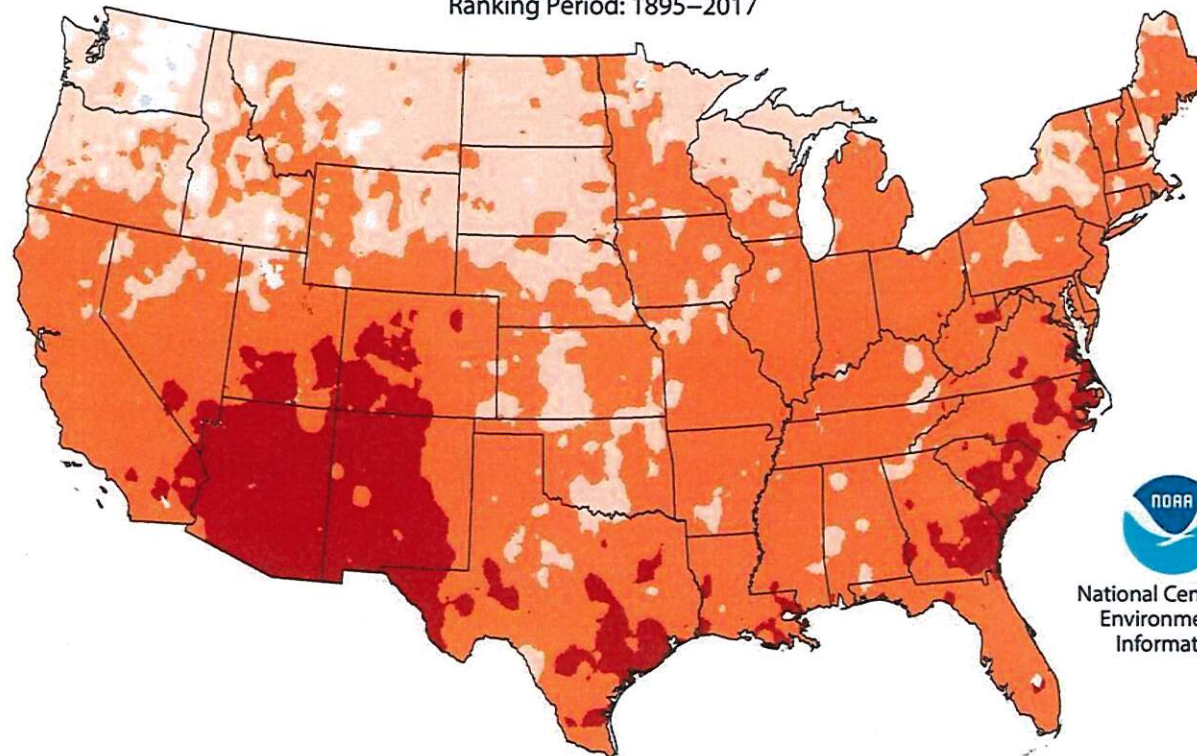 Ranking Period: 1895–2017
NOAA
National Cen
Environme
Informat